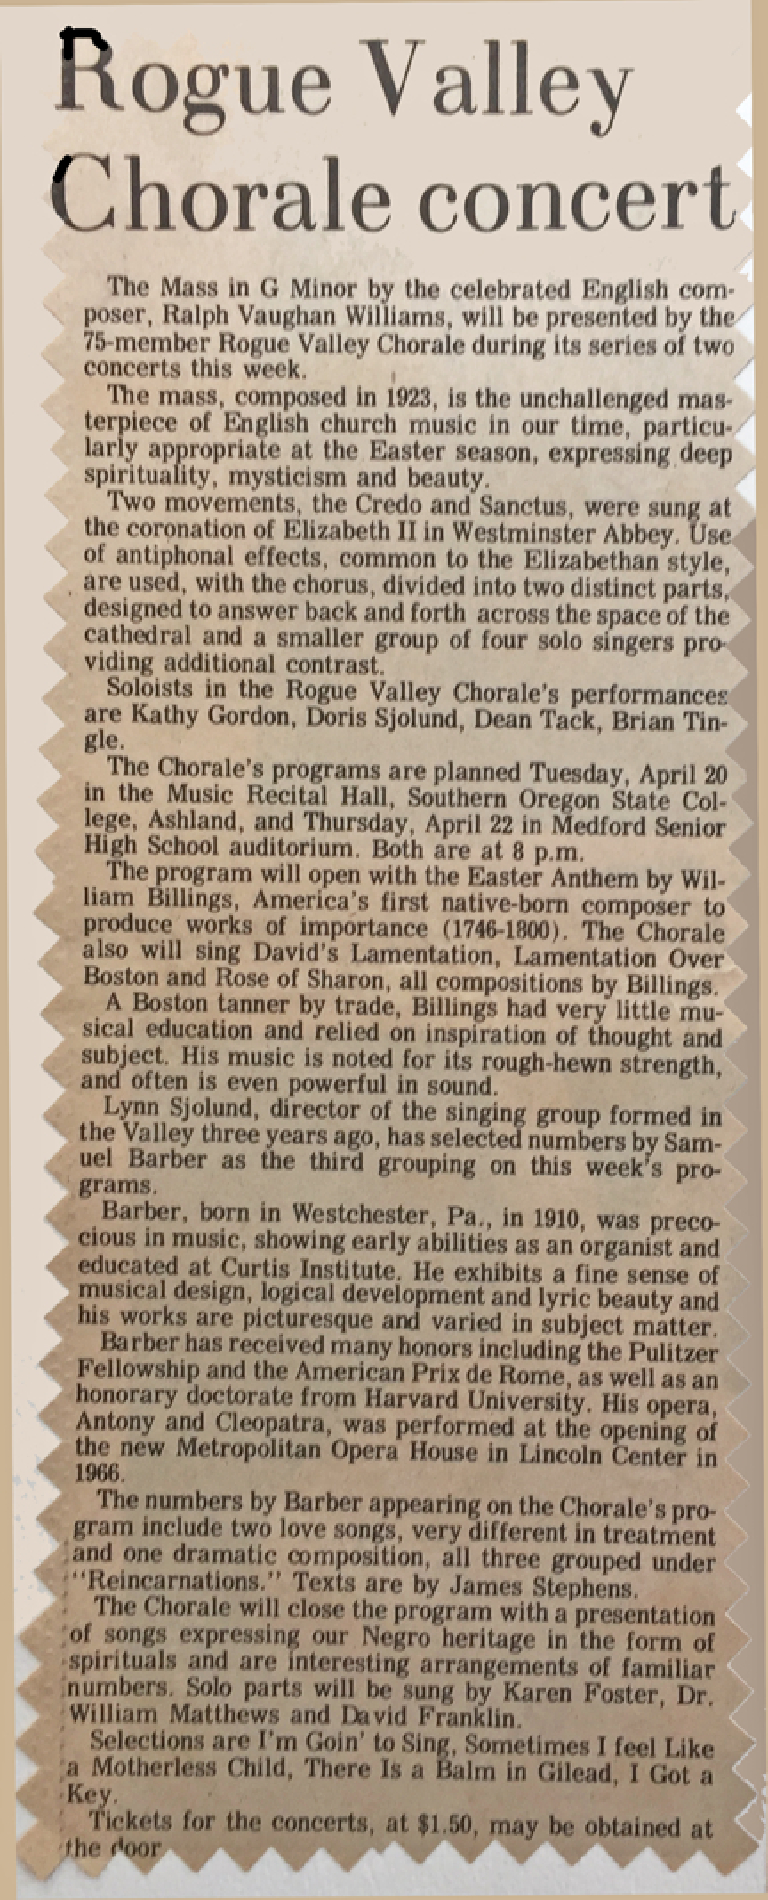 Rogue Valley
Chorale concert
The Mass in G Minor by the celebrated English com-
poser, Ralph Vaughan Williams, will be presented by the
75-member Rogue Valley Chorale during its series of two
concerts this week.
The mass, composed in 1923, is the unchallenged mas-
terpiece of English church music in our time, particu-
larly appropriate at the Easter season, expressing deep
spirituality, mysticism and beauty.
Two movements, the Credo and Sanctus, were sung at
the coronation of Elizabeth II in Westminster Abbey. Use
of antiphonal effects, common to the Elizabethan style,
are used, with the chorus, divided into two distinct parts,
designed to answer back and forth across the space of the
cathedral and a smaller group of four solo singers pro-
viding additional contrast.
Soloists in the Rogue Valley Chorale's performances
are Kathy Gordon, Doris Sjolund, Dean Tack, Brian Tin-
gle.
The Chorale's programs are planned Tuesday, April 20
in the Music Recital Hall, Southern Oregon State Col-
lege, Ashland, and Thursday, April 22 in Medford Senior
High School auditorium. Both are at 8 p.m.
The program will open with the Easter Anthem by Wil-
liam Billings, America's first native-born composer to
produce works of importance (1746-1800). The Chorale
also will sing David's Lamentation, Lamentation Over
Boston and Rose of Sharon, all compositions by Billings.
A Boston tanner by trade, Billings had very little mu-
sical education and relied on inspiration of thought and
subject. His music is noted for its rough-hewn strength,
and often is even powerful in sound.
Lynn Sjolund, director of the singing group formed in
the Valley three years ago, has selected numbers by Sam-
uel Barber as the third grouping on this week's pro-
grams.
Barber, born in Westchester, Pa., in 1910, was preco-
cious in music, showing early abilities as an organist and
educated at Curtis Institute. He exhibits a fine sense of
musical design, logical development and lyric beauty and
his works are picturesque and varied in subject matter.
Barber has received many honors including the Pulitzer
Fellowship and the American Prix de Rome, as well as an
honorary doctorate from Harvard University. His opera,
Antony and Cleopatra, was performed at the opening of
the new Metropolitan Opera House in Lincoln Center in
1966.
The numbers by Barber appearing on the Chorale's pro-
gram include two love songs, very different in treatment
and one dramatic composition, all three grouped under
"Reincarnations." Texts are by James Stephens.
The Chorale will close the program with a presentation
of songs expressing our Negro heritage in the form of
spirituals and are interesting arrangements of familiar
numbers. Solo parts will be sung by Karen Foster, Dr.
William Matthews and David Franklin.
Selections are I'm Goin' to Sing, Sometimes I feel Like
a Motherless Child, There Is a Balm in Gilead, I Got a
Key.
Tickets for the concerts, at $1.50, may be obtained at
the door